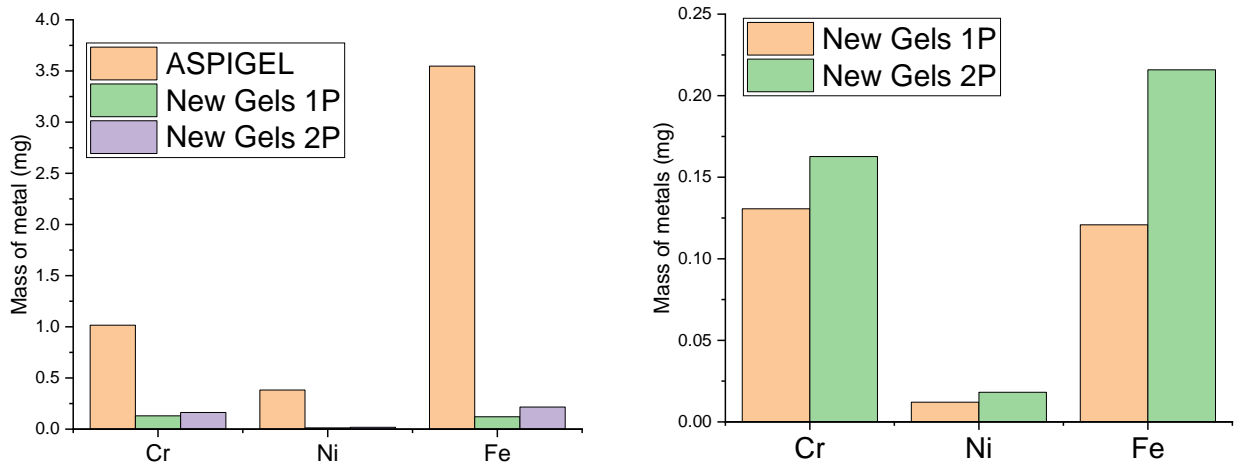 4.0
3.5
3.0
2.5
2.0
1.5
1.0
0.5
0.0
Mass of metal (mg)
ASPIGEL
New Gels 1P
New Gels 2P
Cr Ni Fe
0.25
0.20
0.15
0.10
0.05
0.00
Mass of metals (mg)
New Gels 1P
New Gels 2P
Cr Ni Fe